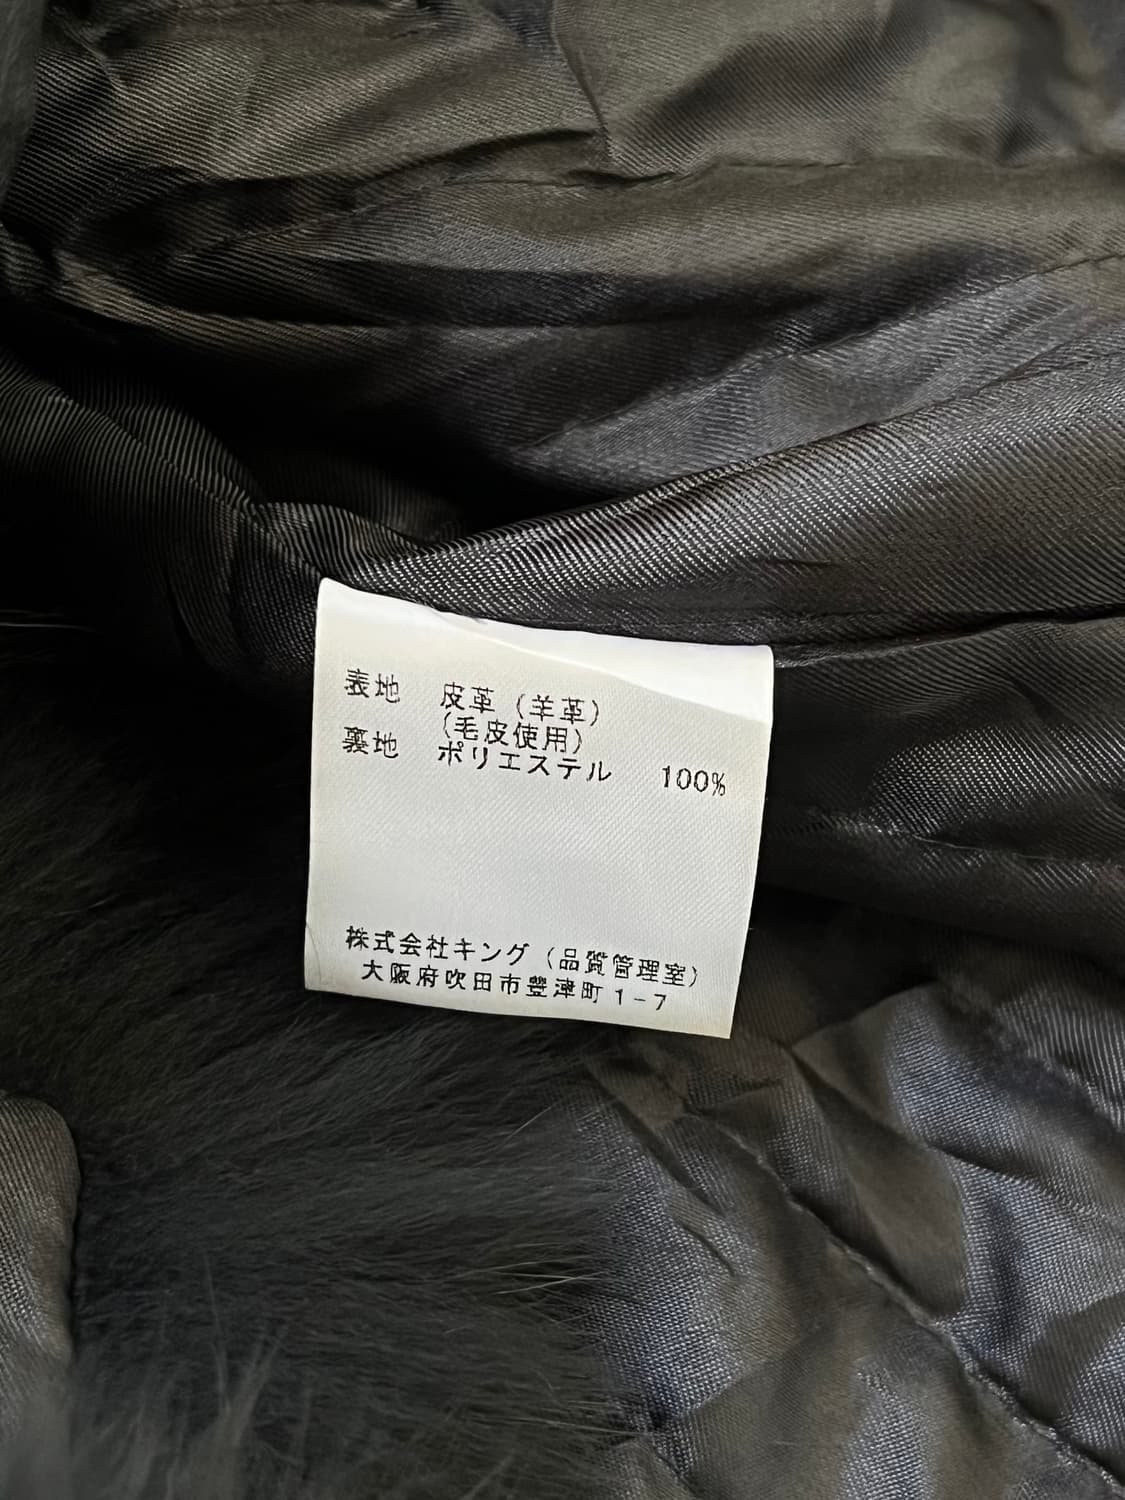 表地 皮革（羊革）
（毛皮使用）
裏地 ポリエステル 100%
株式会社キング（品質管理室）
大阪府吹田市豊津町1-7